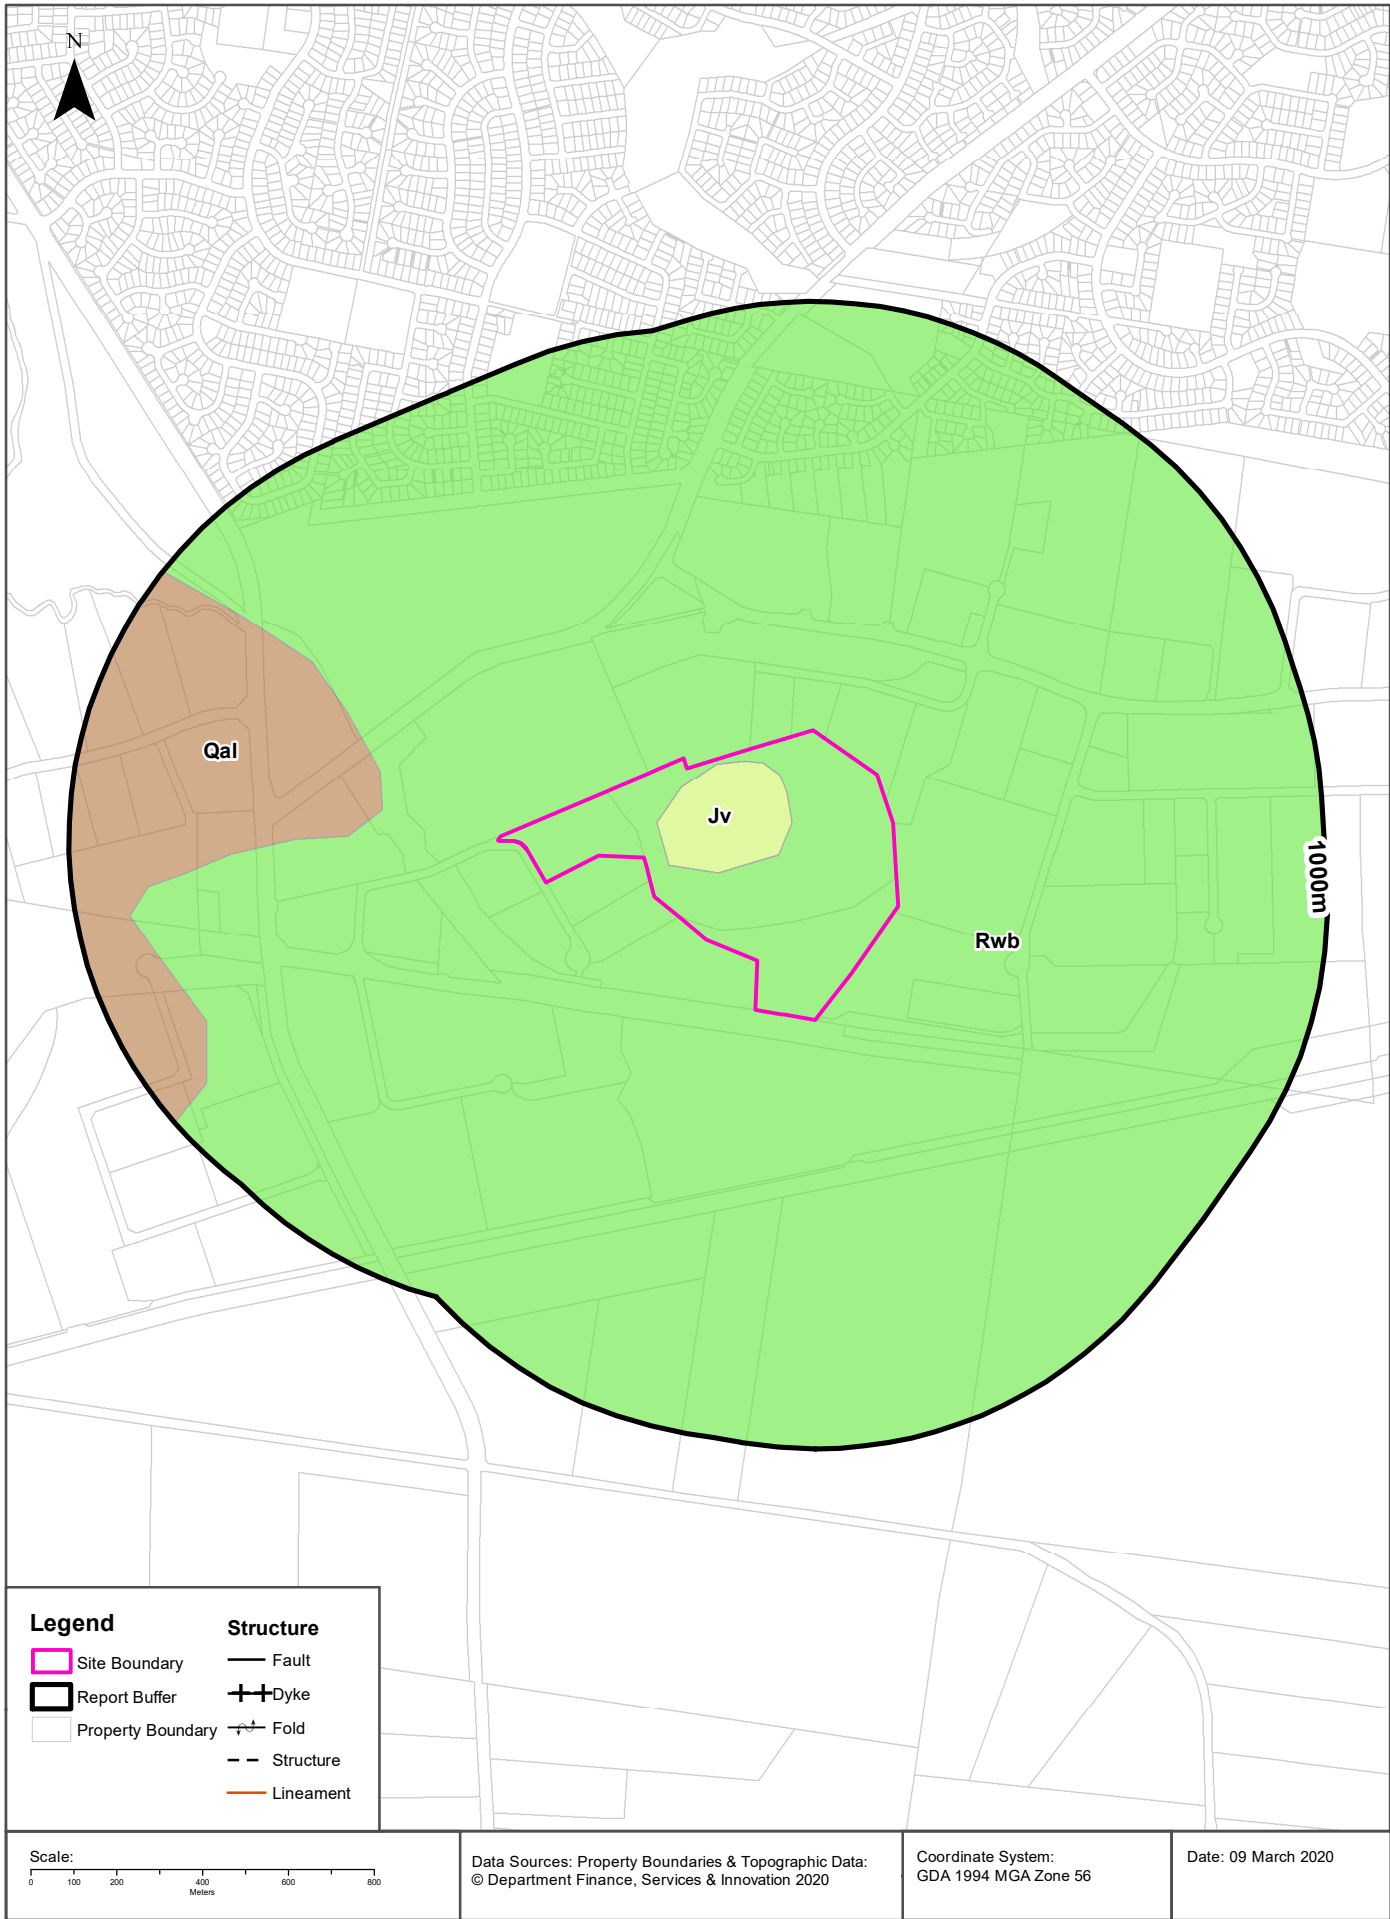 N
Qal
Jv
Rwb
1000m
Legend
Site Boundary
Report Buffer
Property Boundary
Structure
Fault
Dyke
Fold
Structure
Lineament
Scale:
0 100 200 400 600 800
Meters
Data Sources: Property Boundaries & Topographic Data:
© Department Finance, Services & Innovation 2020
Coordinate System:
GDA 1994 MGA Zone 56
Date: 09 March 2020